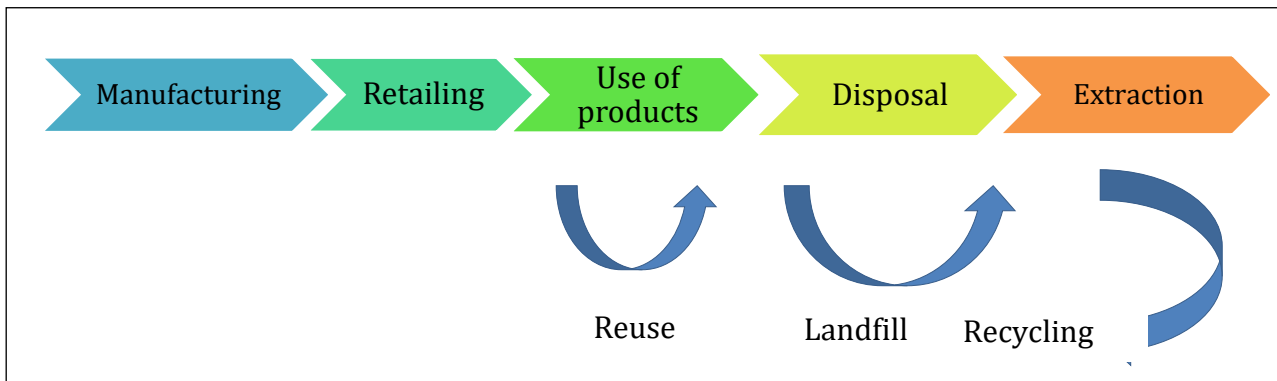 Manufacturing
Retailing
Use of
products
Disposal
Extraction
Reuse
Landfill
Recycling